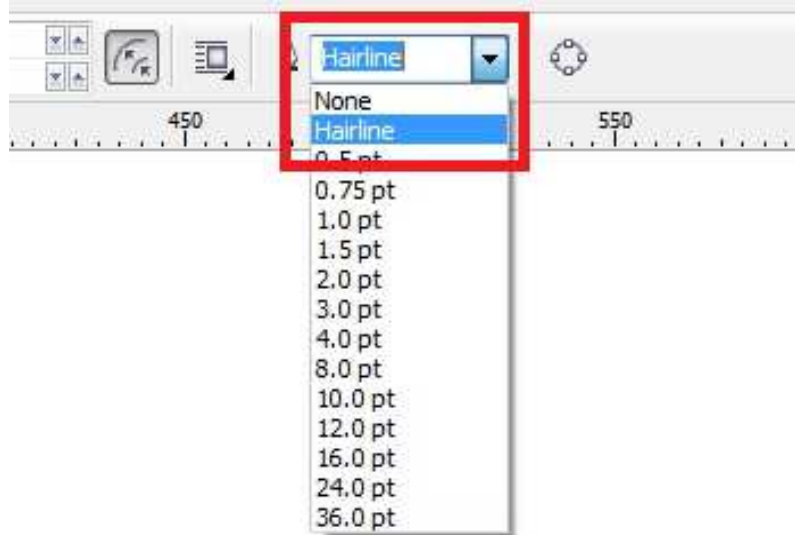 Hairline
None
Hairline
450
550
0.5 pt
0.75 pt
1.0 pt
1.5 pt
2.0 pt
3.0 pt
4.0 pt
8.0 pt
10.0 pt
12.0 pt
16.0 pt
24.0 pt
36.0 pt